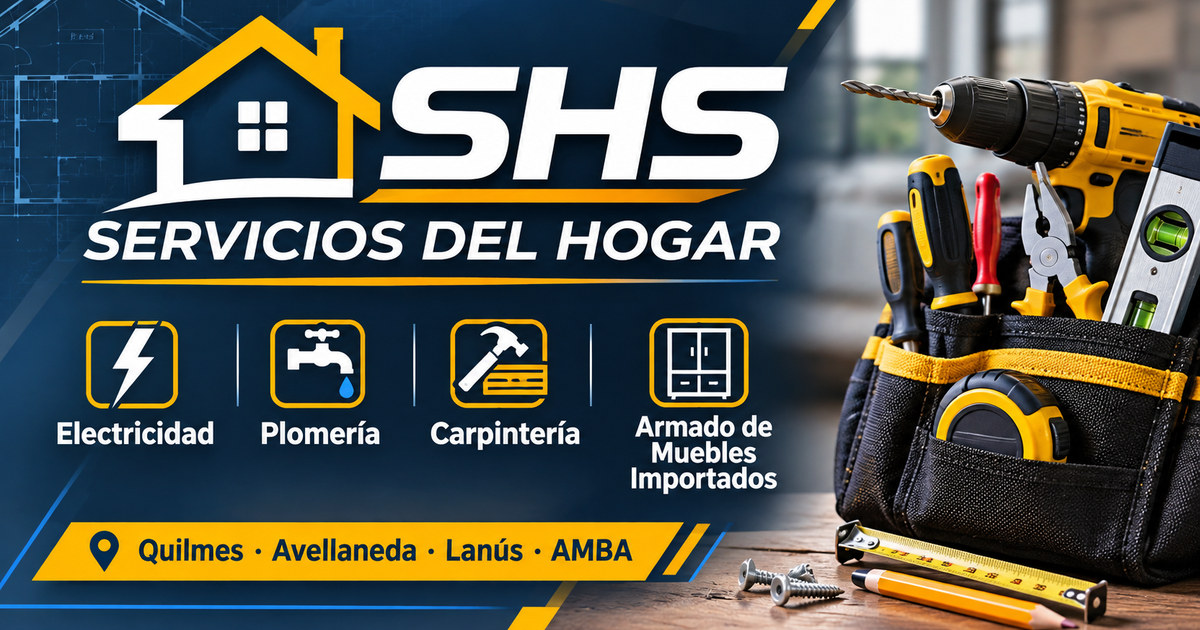 SHS
SERVICIOS DEL HOGAR
Electricidad
Plomería
Carpintería
Armado de
Muebles
Importados
Quilmes · Avellaneda · Lanús · AMBA